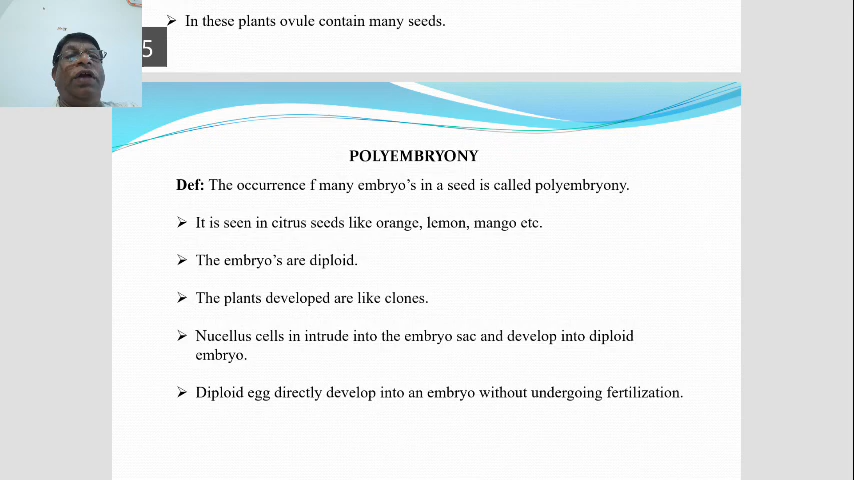 ➢ In these plants ovule contain many seeds.
5
POLYEMBRYONY
Def: The occurrence f many embryo's in a seed is called polyembryony.
➢ It is seen in citrus seeds like orange, lemon, mango etc.
➢ The embryo's are diploid.
➢ The plants developed are like clones.
➢ Nucellus cells in intrude into the embryo sac and develop into diploid
embryo.
➢ Diploid egg directly develop into an embryo without undergoing fertilization.